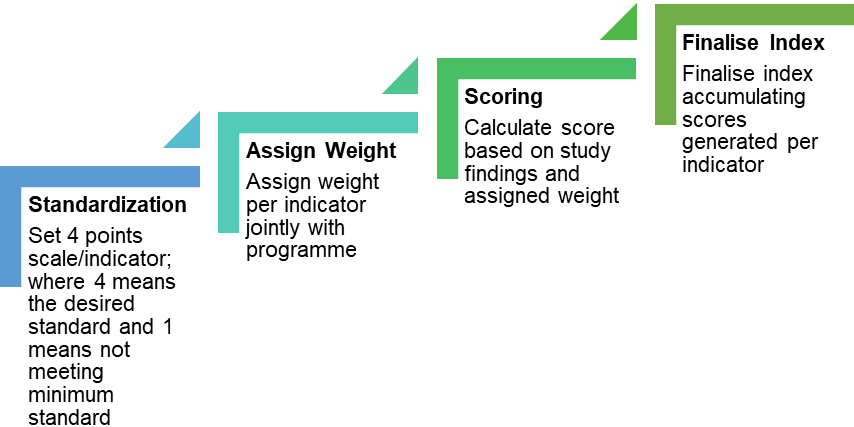 Standardization
Set 4 points
scale/indicator;
where 4 means
the desired
standard and 1
means not
meeting
minimum
standard
Assign Weight
Assign weight
per indicator
jointly with
programme
Scoring
Calculate score
based on study
findings and
assigned weight
Finalise Index
Finalise index
accumulating
scores
generated per
indicator